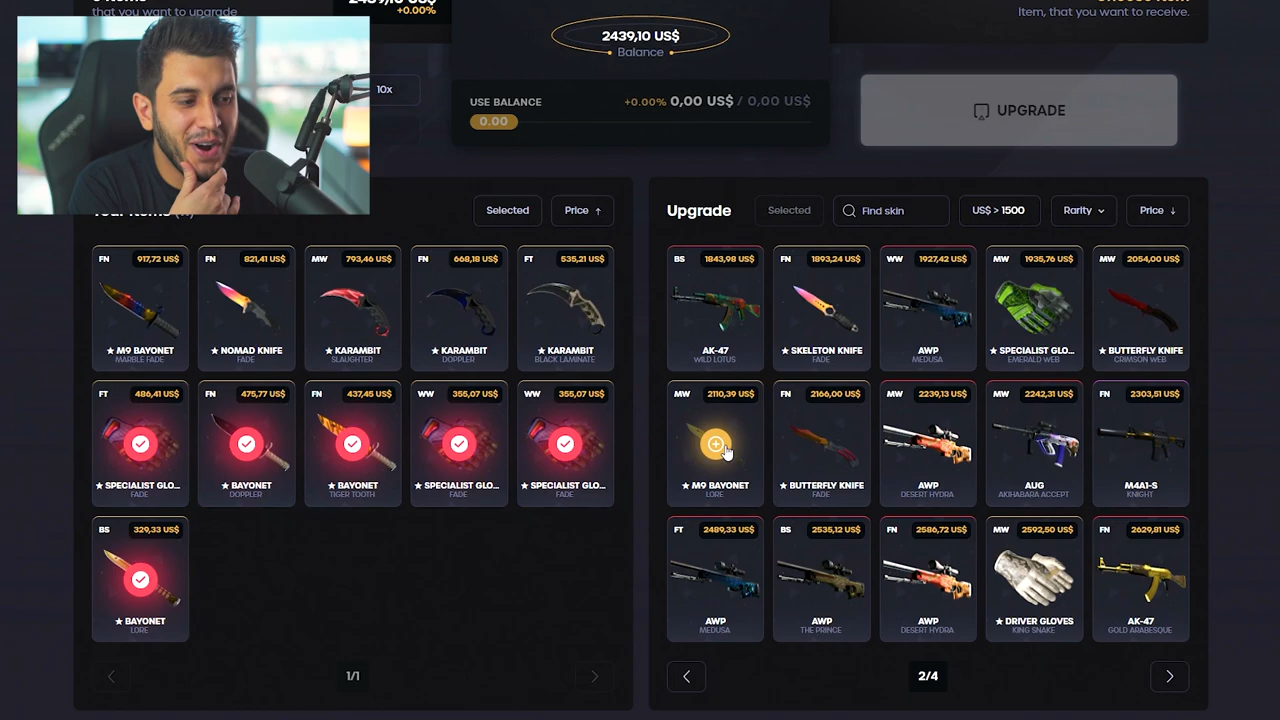 that you want to upgrade
+0.00%
2439,10 US$
Balance
Item, that you want to receive.
10x
USE BALANCE
+0.00% 0,00 US$ / 0,00 US$
0.00
UPGRADE
Selected
Price ↑
Upgrade
Selected
Find skin
US$ > 1500
Rarity
Price ↓
FN 917,72 US$
★ M9 BAYONET
MARBLE FADE
FN 821,41 US$
★ NOMAD KNIFE
FADE
MW 793,46 US$
★ KARAMBIT
SLAUGHTER
FN 668,18 US$
★ KARAMBIT
DOPPLER
FT 535,21 US$
★ KARAMBIT
BLACK LAMINATE
FT 486,41 US$
★ SPECIALIST GLO...
FADE
FN 475,77 US$
★ BAYONET
DOPPLER
FN 437,45 US$
★ BAYONET
TIGER TOOTH
WW 355,07 US$
★ SPECIALIST GLO...
FADE
WW 355,07 US$
★ SPECIALIST GLO...
FADE
BS 329,33 US$
★ BAYONET
LORE
1/1
BS 1843,98 US$
AK-47
WILD LOTUS
FN 1893,24 US$
★ SKELETON KNIFE
FADE
WW 1927,42 US$
AWP
MEDUSA
MW 1935,76 US$
★ SPECIALIST GLO...
EMERALD WEB
MW 2054,00 US$
★ BUTTERFLY KNIFE
CRIMSON WEB
MW 2110,39 US$
★ M9 BAYONET
LORE
FN 2166,00 US$
★ BUTTERFLY KNIFE
FADE
MW 2239,13 US$
AWP
DESERT HYDRA
MW 2242,31 US$
AUG
AKIHABARA ACCEPT
FN 2303,51 US$
M4A1-S
KNIGHT
FT 2489,33 US$
AWP
MEDUSA
BS 2535,12 US$
AWP
THE PRINCE
FN 2586,72 US$
AWP
DESERT HYDRA
MW 2592,50 US$
★ DRIVER GLOVES
KING SNAKE
FN 2629,81 US$
AK-47
GOLD ARABESQUE
2/4